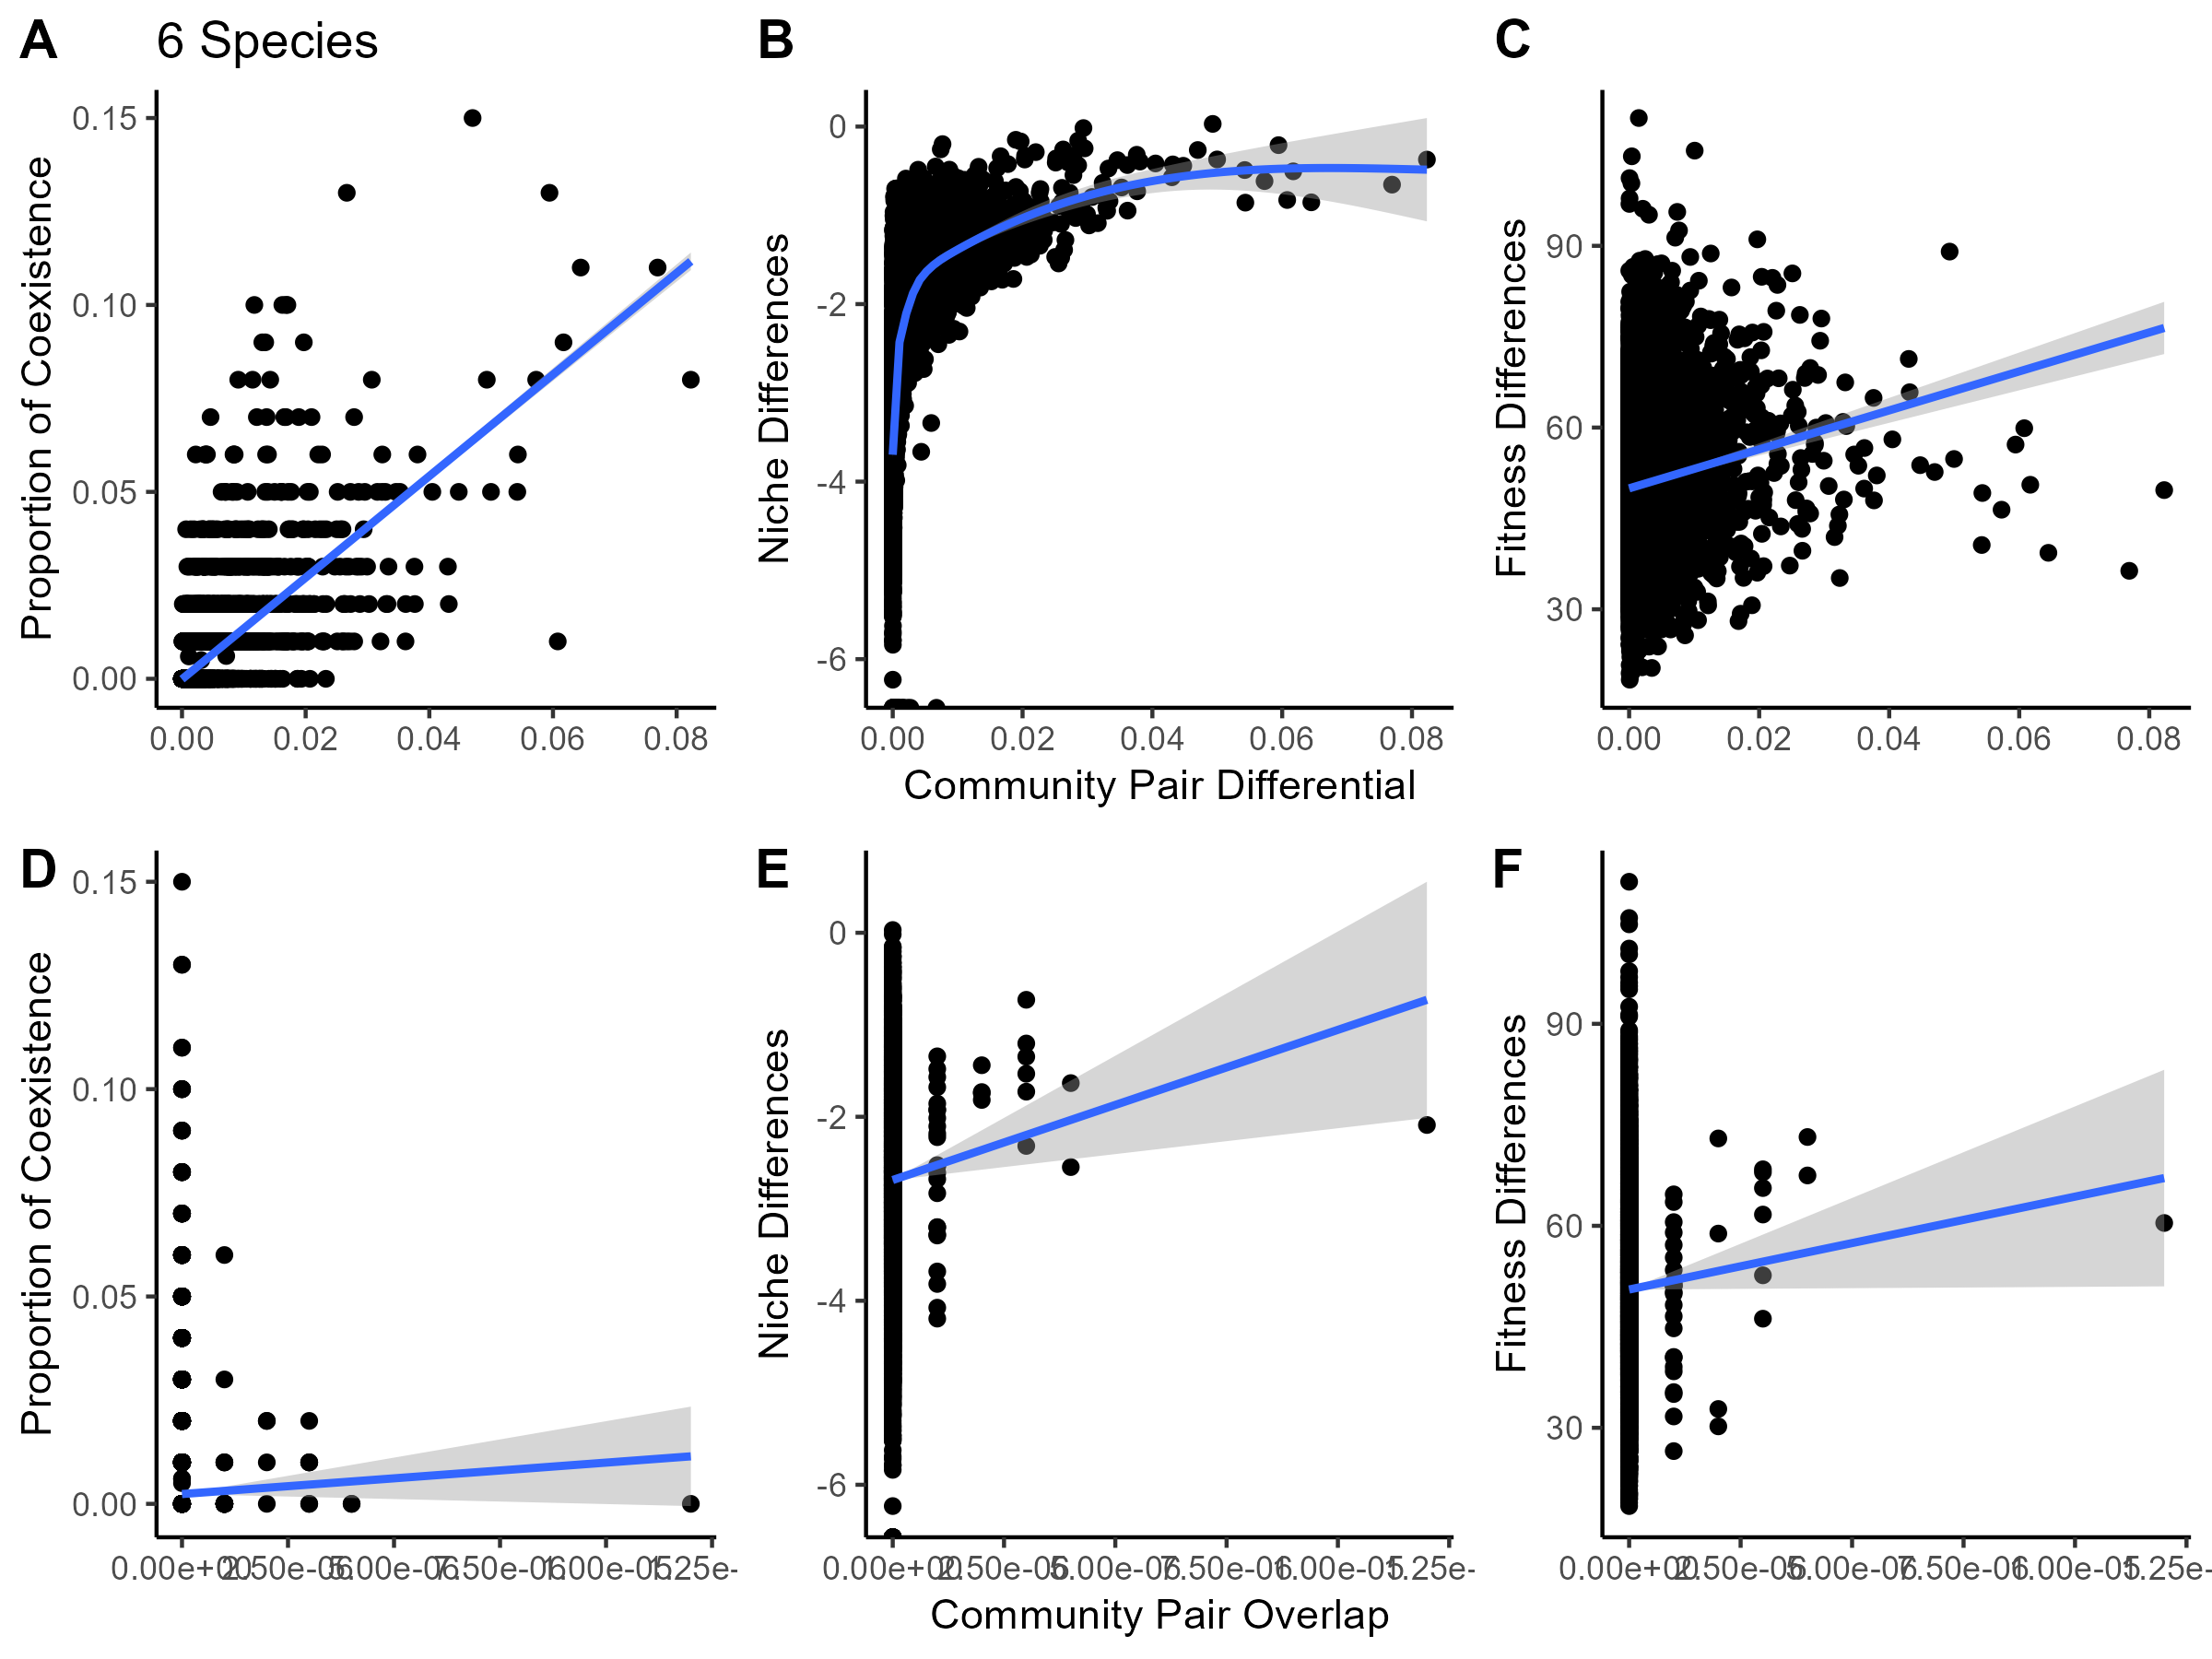 A 6 Species B C
Proportion of Coexistence
0.15
0.10
0.05
0.00
0.00 0.02 0.04 0.06 0.08
Niche Differences
0
-2
-4
-6
0.00 0.02 0.04 0.06 0.08
Community Pair Differential
Fitness Differences
90
60
30
0.00 0.02 0.04 0.06 0.08
D E F
Proportion of Coexistence
0.15
0.10
0.05
0.00
Niche Differences
0
-2
-4
-6
Community Pair Overlap
Fitness Differences
90
60
30